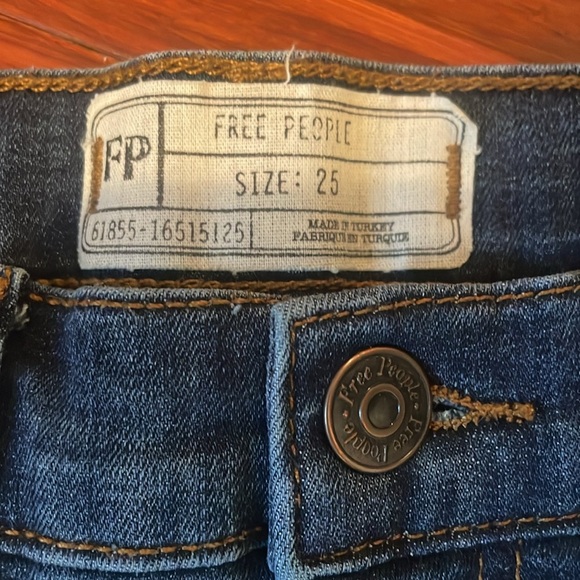 FP
FREE PEOPLE
SIZE: 25
61855-16515125
MADE IN TURKEY
FABRIQUE EN TURQUIE
Free People • Free People •